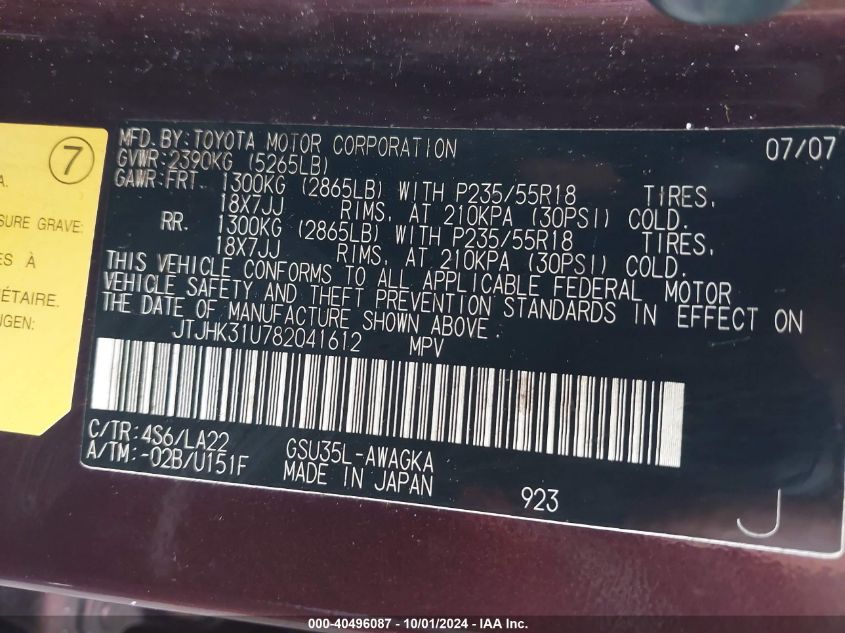 7
A.
SURE GRAVE:
ES À
ÉTAIRE.
UGEN:
MFD. BY: TOYOTA MOTOR CORPORATION 07/07
GVWR: 2390KG (5265LB)
GAWR: FRT. 1300KG (2865LB) WITH P235/55R18 TIRES,
18X7JJ RIMS, AT 210KPA (30PSI) COLD.
RR. 1300KG (2865LB) WITH P235/55R18 TIRES,
18X7JJ RIMS, AT 210KPA (30PSI) COLD.
THIS VEHICLE CONFORMS TO ALL APPLICABLE FEDERAL MOTOR
VEHICLE SAFETY AND THEFT PREVENTION STANDARDS IN EFFECT ON
THE DATE OF MANUFACTURE SHOWN ABOVE.
JTJHK31U782041612 MPV
C/TR: 4S6/LA22 GSU35L-AWAGKA
A/TM: -02B/U151F MADE IN JAPAN 923
J
000-40496087 - 10/01/2024 - IAA Inc.